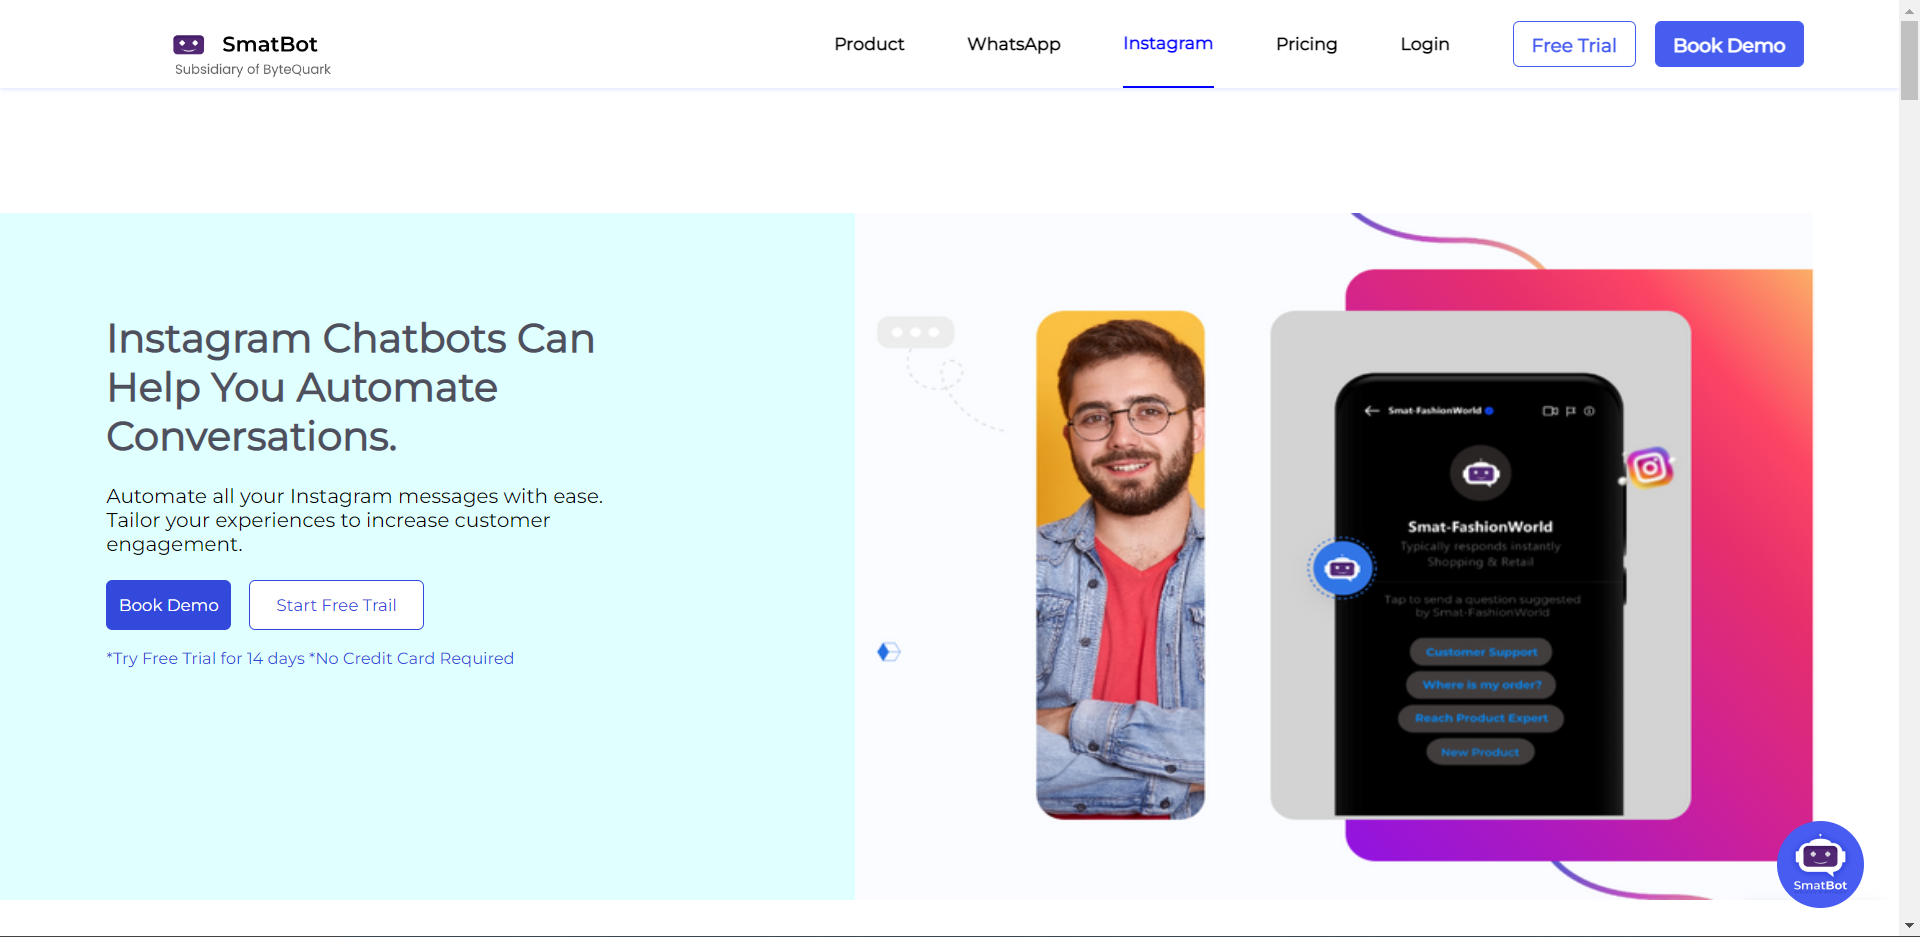 SmatBot
Subsidiary of ByteQuark
Product
WhatsApp
Instagram
Pricing
Login
Free Trial
Book Demo
Instagram Chatbots Can
Help You Automate
Conversations.
Automate all your Instagram messages with ease.
Tailor your experiences to increase customer
engagement.
Book Demo
Start Free Trail
*Try Free Trial for 14 days *No Credit Card Required
Smat-FashionWorld
Smat-FashionWorld
Typically responds instantly
Shopping & Retail
Tap to send a question suggested
by Smat-FashionWorld
Customer Support
Where is my order?
Reach Product Expert
New Product
SmatBot